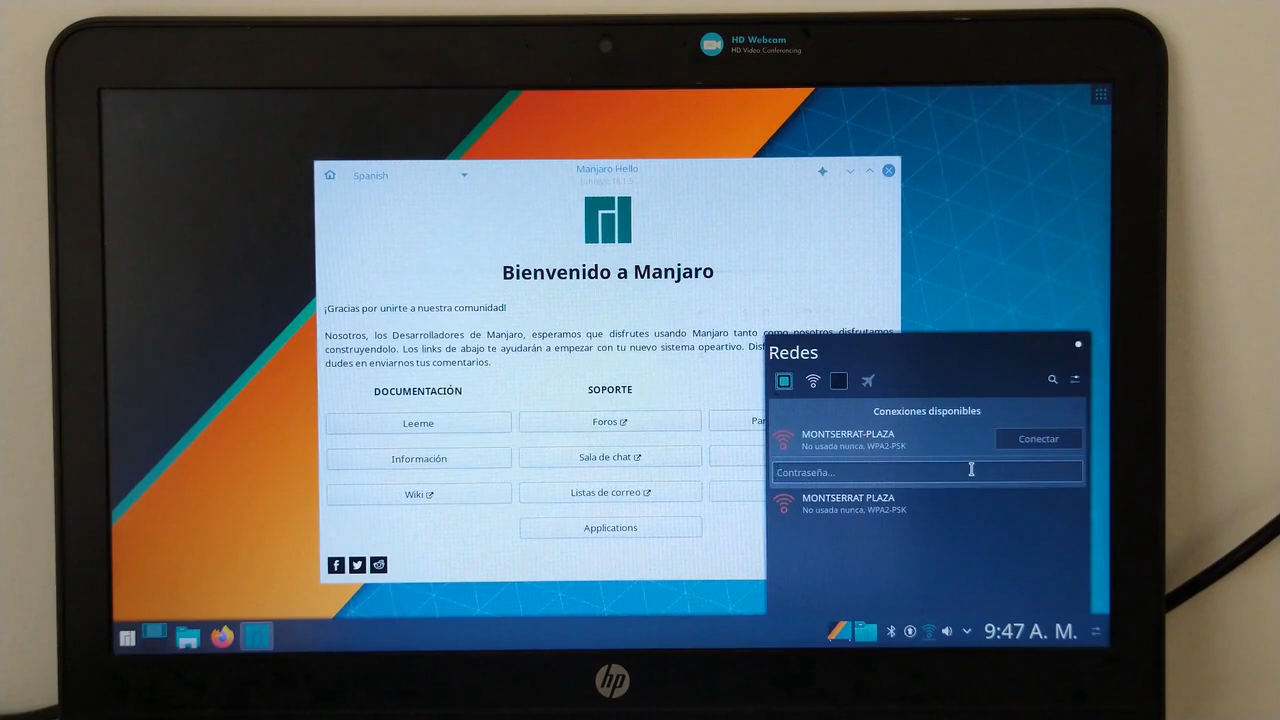 HD Webcam
HD Video Conferencing
Spanish
Manjaro Hello
Bienvenido a Manjaro
¡Gracias por unirte a nuestra comunidad!
Nosotros, los Desarrolladores de Manjaro, esperamos que disfrutes usando Manjaro tanto como nosotros disfrutamos
construyendolo. Los links de abajo te ayudarán a empezar con tu nuevo sistema opeartivo.
dudes en enviarnos tus comentarios.
DOCUMENTACIÓN
SOPORTE
Leeme
Foros
Información
Sala de chat
Wiki
Listas de correo
Applications
Redes
Conexiones disponibles
MONTSERRAT-PLAZA
No usada nunca, WPA2-PSK
Conectar
Contraseña...
MONTSERRAT PLAZA
No usada nunca, WPA2-PSK
9:47 A. M.
hp